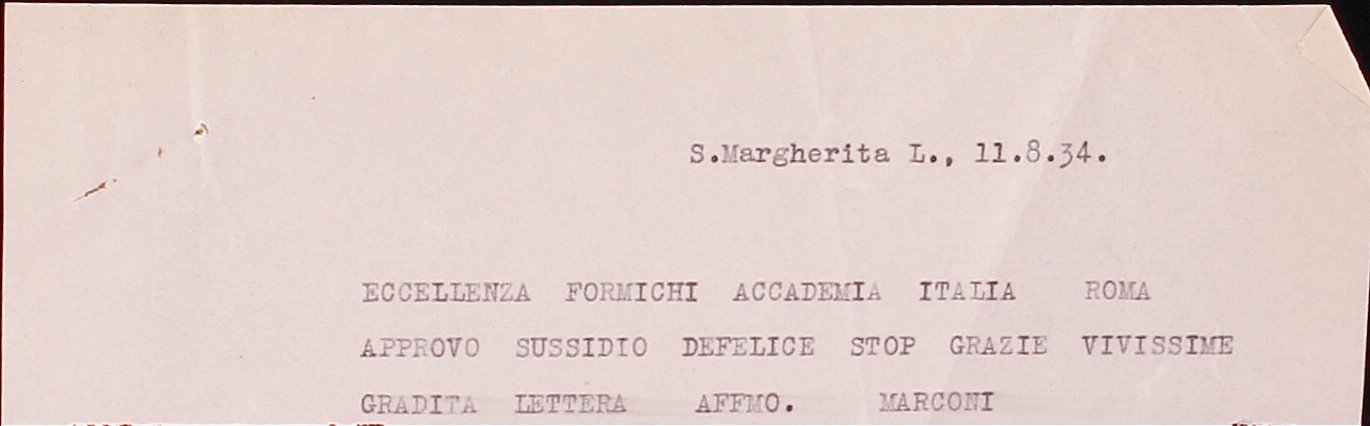 S.Margherita L., 11.8.34.
ECCELLENZA FORMICHI ACCADEMIA ITALIA ROMA
APPROVO SUSSIDIO DEFELICE STOP GRAZIE VIVISSIME
GRADITA LETTERA AFFMO. MARCONI